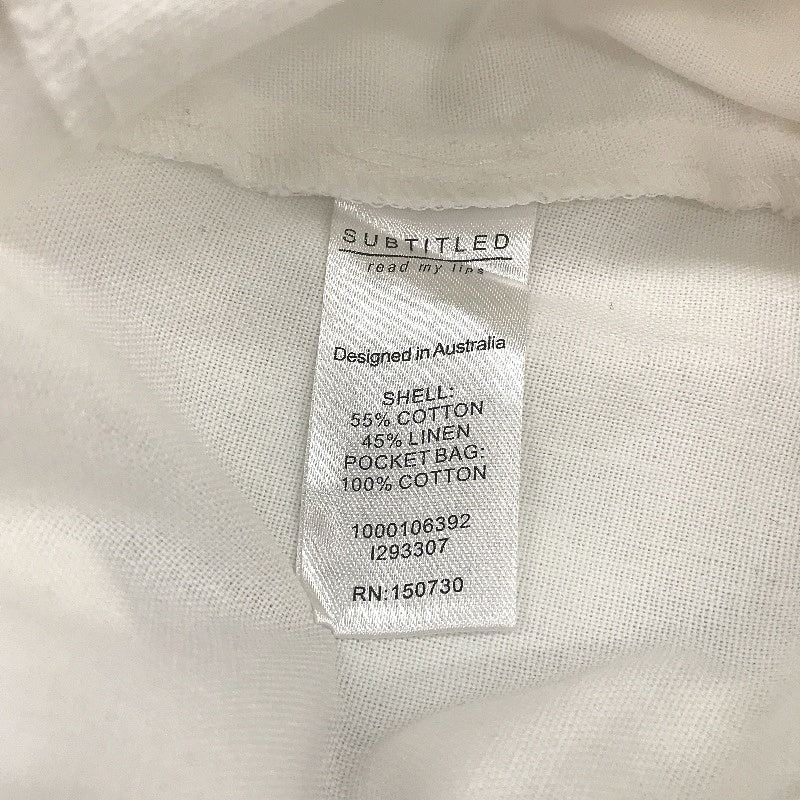 SUBTITLED
read my lips
Designed in Australia
SHELL:
55% COTTON
45% LINEN
POCKET BAG:
100% COTTON
1000106392
I293307
RN:150730